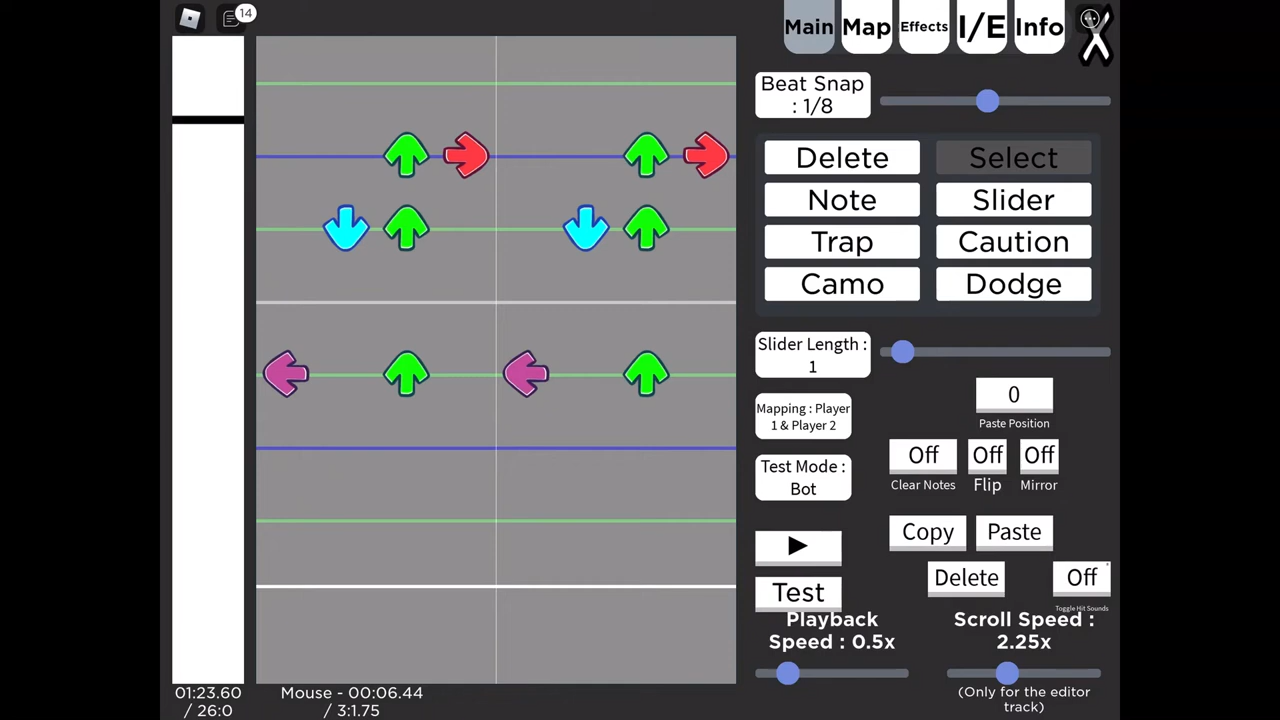 14
Main
Map
Effects
I/E
Info
Beat Snap
: 1/8
Delete
Select
Note
Slider
Trap
Caution
Camo
Dodge
Slider Length :
1
0
Paste Position
Mapping : Player
1 & Player 2
Off
Off
Off
Clear Notes
Flip
Mirror
Test Mode :
Bot
Copy
Paste
Test
Delete
Off
Toggle Hit Sounds
Playback
Speed : 0.5x
Scroll Speed :
2.25x
(Only for the editor
track)
01:23.60
/ 26:0
Mouse - 00:06.44
/ 3:1.75